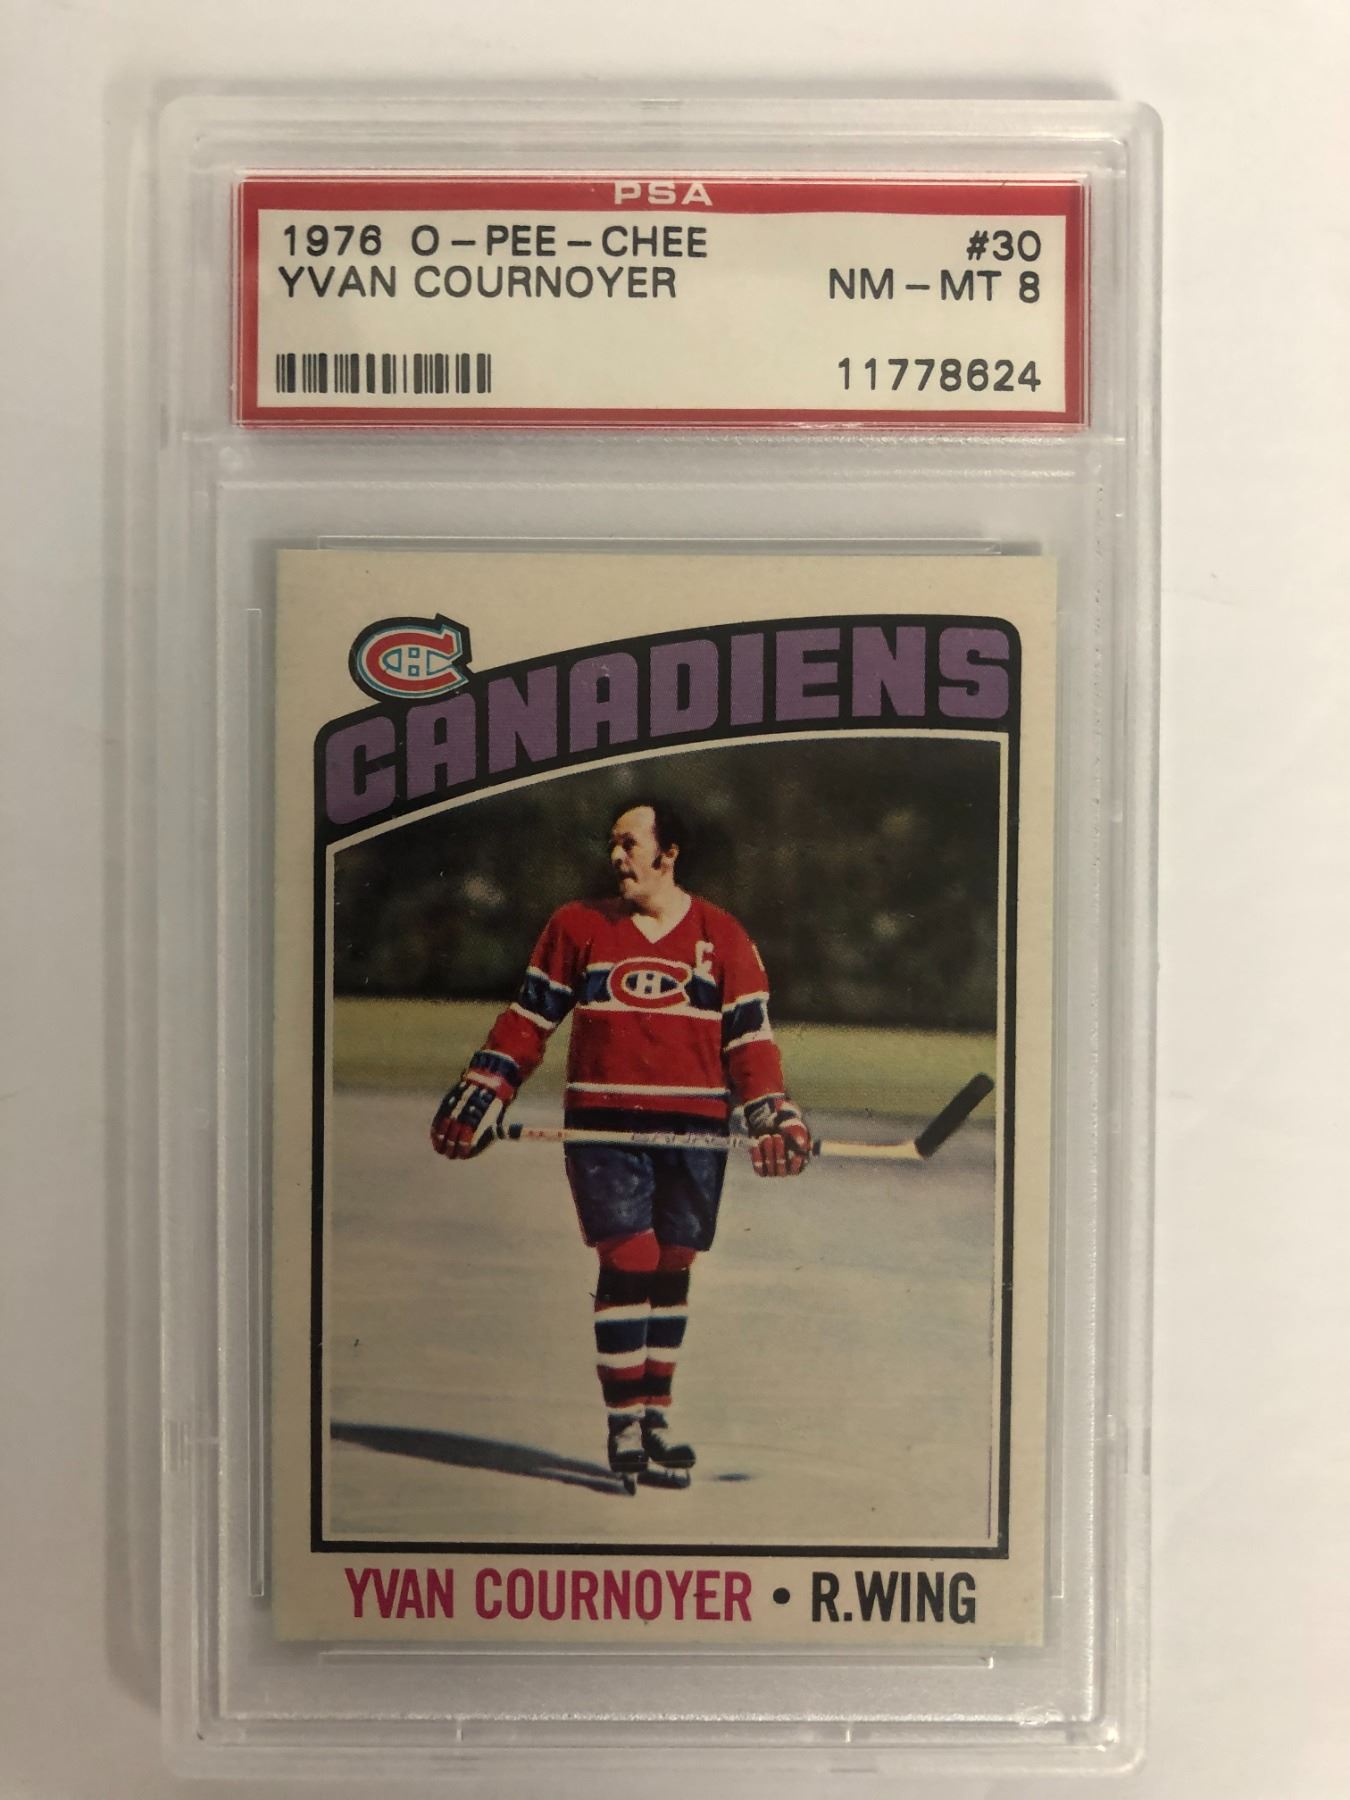 PSA
1976 O-PEE-CHEE #30
YVAN COURNOYER NM-MT 8
11778624
CANADIENS
C
YVAN COURNOYER • R.WING